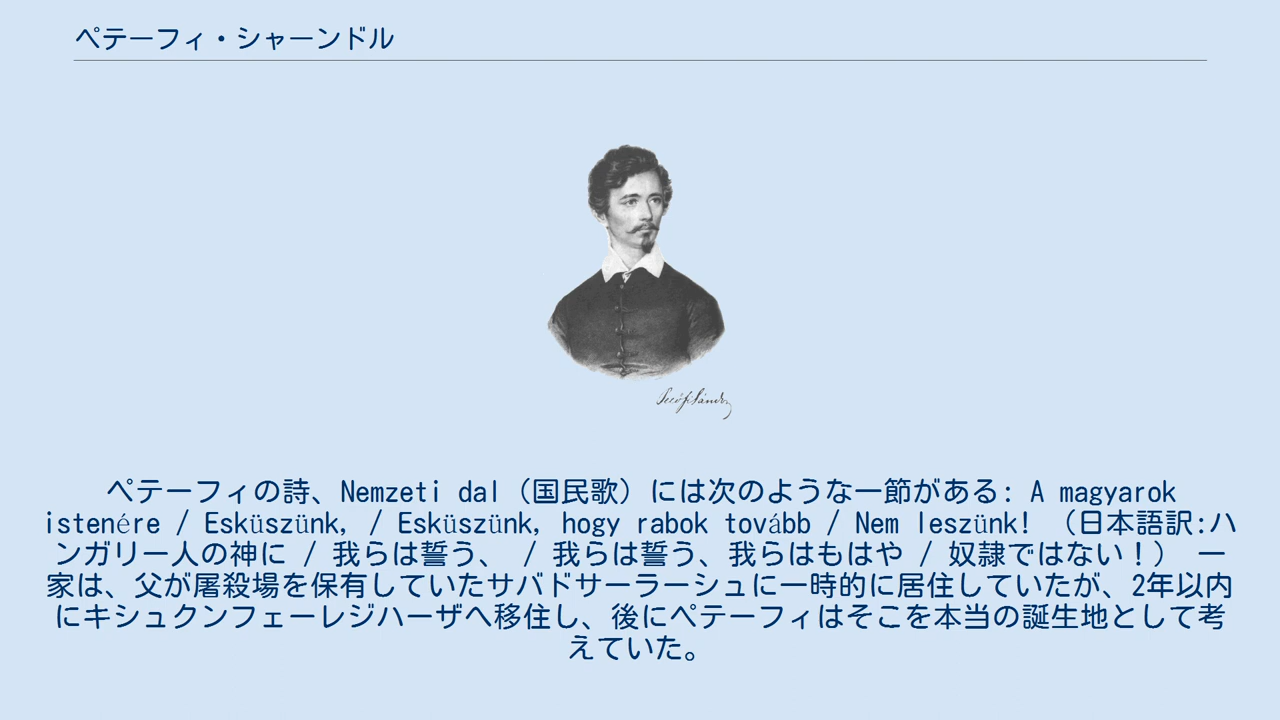 ペテーフィ・シャーンドル
Petőfi Sándor
ペテーフィの詩、Nemzeti dal（国民歌）には次のような一節がある: A magyarok
istenére / Esküszünk, / Esküszünk, hogy rabok tovább / Nem leszünk! （日本語訳:ハ
ンガリー人の神に / 我らは誓う、 / 我らは誓う、我らはもはや / 奴隷ではない！） 一
家は、父が屠殺場を保有していたサバドサーラーシュに一時的に居住していたが、2年以内
にキシュクンフェーレジハーザへ移住し、後にペテーフィはそこを本当の誕生地として考
えていた。